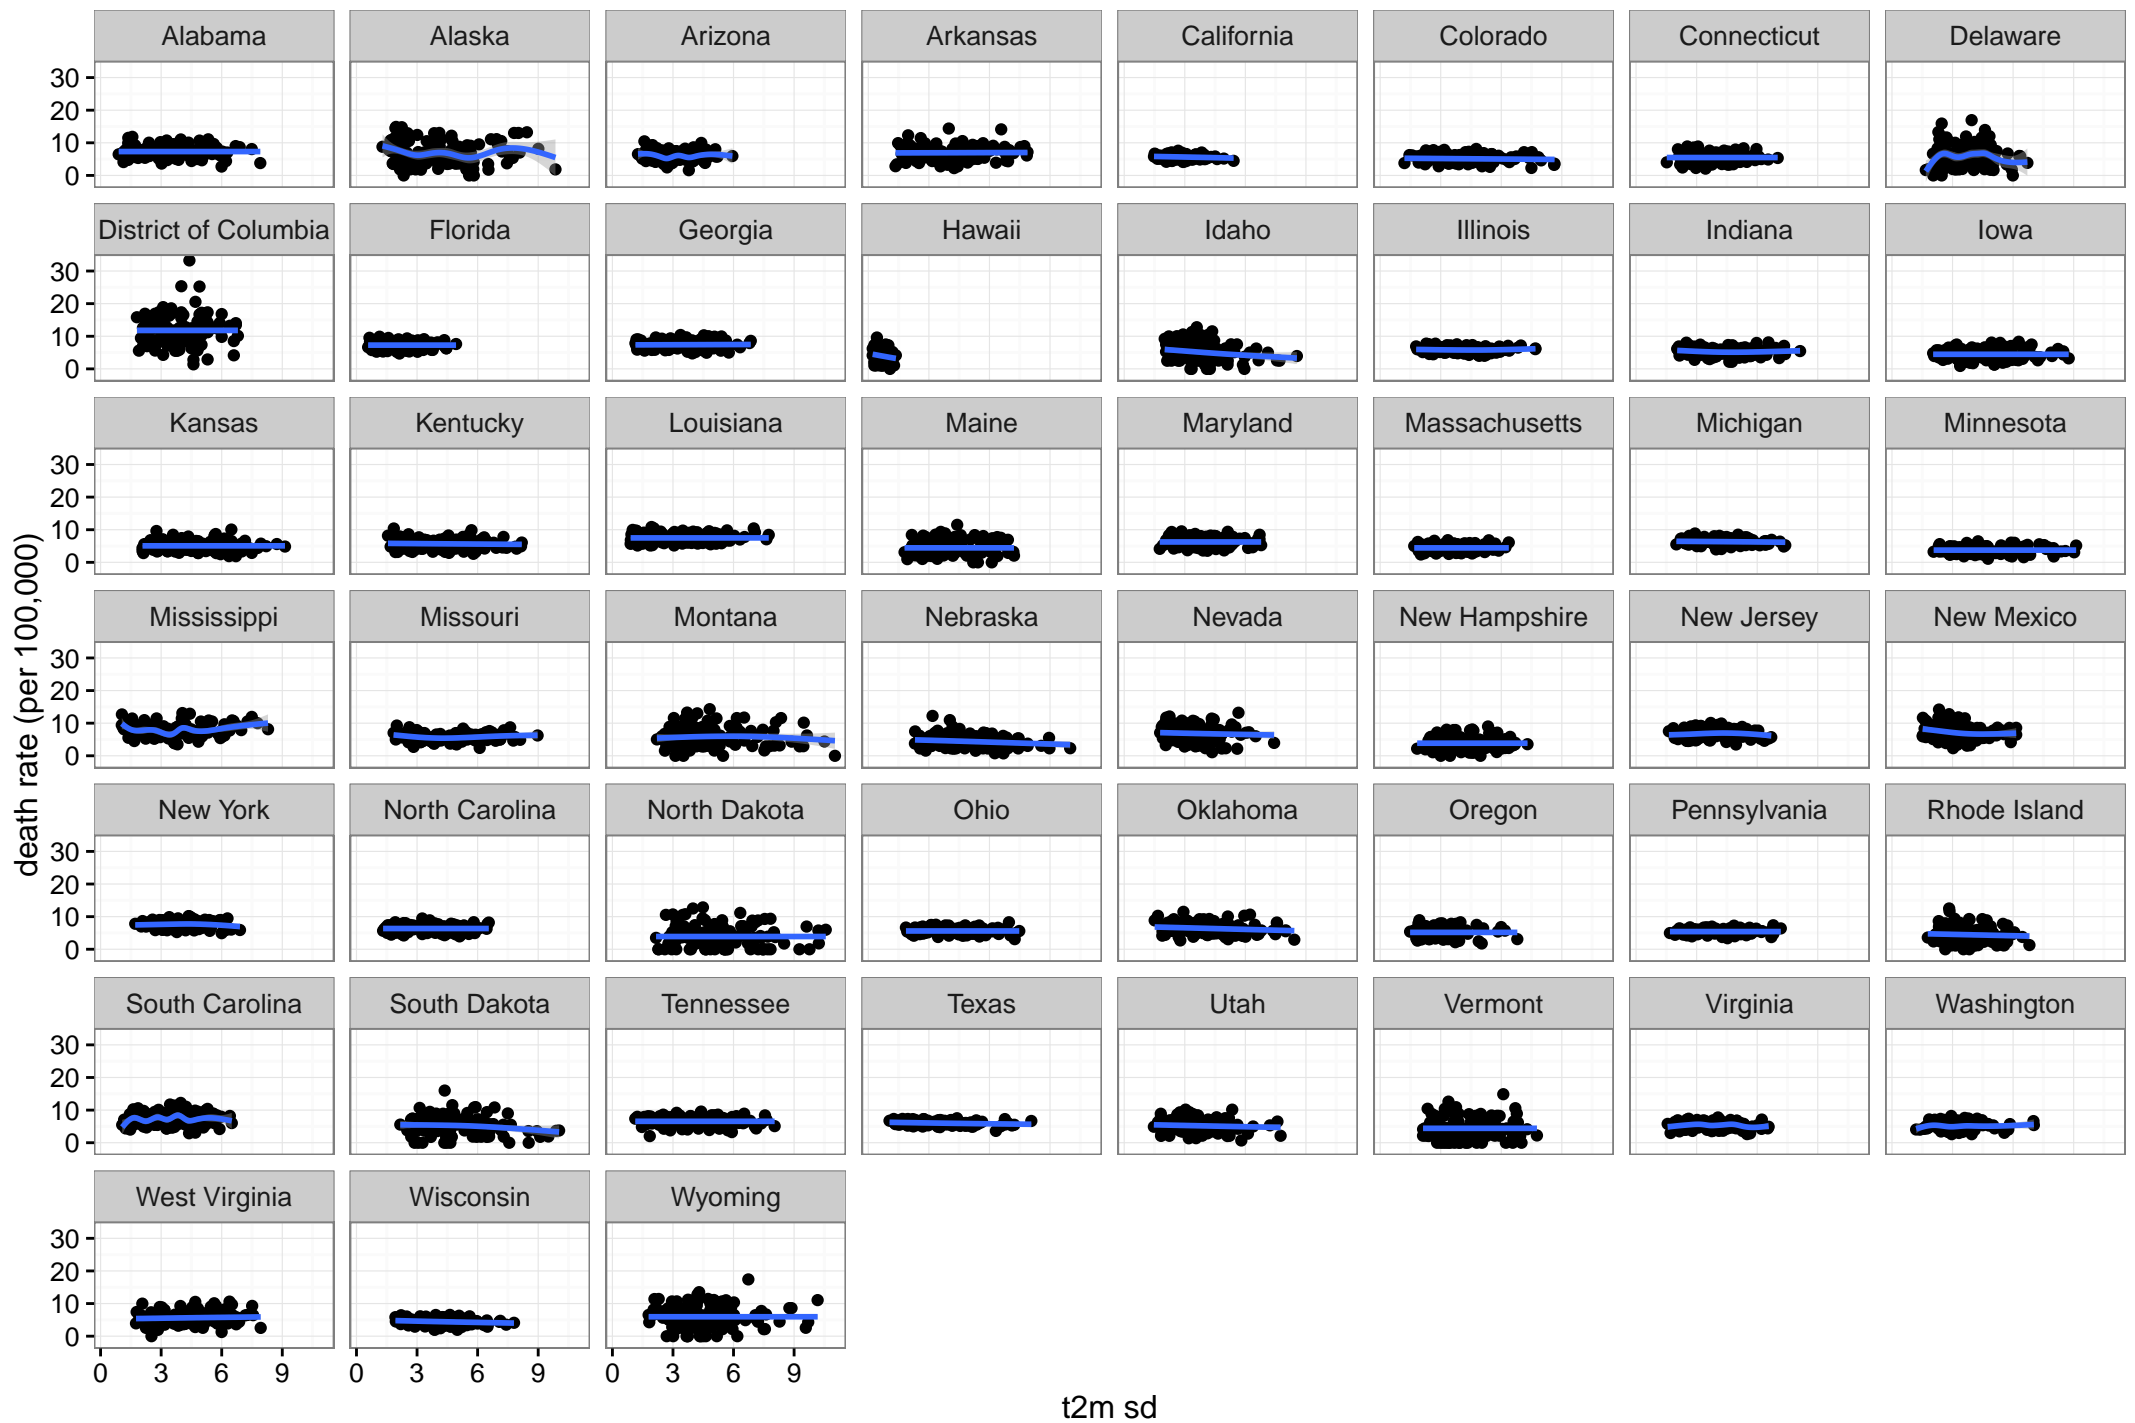 Alabama Alaska Arizona Arkansas California Colorado Connecticut Delaware
30
20
10
0
District of Columbia Florida Georgia Hawaii Idaho Illinois Indiana Iowa
30
20
10
0
Kansas Kentucky Louisiana Maine Maryland Massachusetts Michigan Minnesota
30
20
10
0
Mississippi Missouri Montana Nebraska Nevada New Hampshire New Jersey New Mexico
30
20
10
0
New York North Carolina North Dakota Ohio Oklahoma Oregon Pennsylvania Rhode Island
30
20
10
0
South Carolina South Dakota Tennessee Texas Utah Vermont Virginia Washington
30
20
10
0
West Virginia Wisconsin Wyoming
30
20
10
0
0 3 6 9 0 3 6 9 0 3 6 9
t2m sd
death rate (per 100,000)